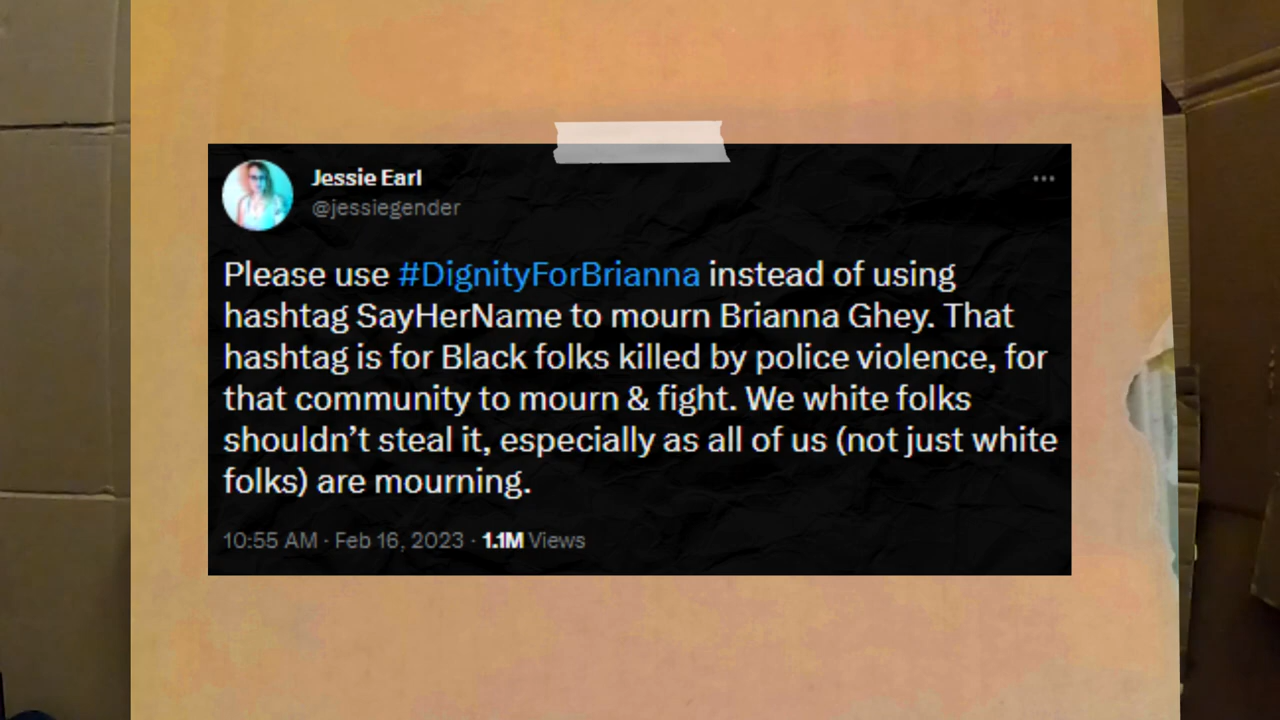 Jessie Earl
@jessiegender
Please use #DignityForBrianna instead of using
hashtag SayHerName to mourn Brianna Ghey. That
hashtag is for Black folks killed by police violence, for
that community to mourn & fight. We white folks
shouldn’t steal it, especially as all of us (not just white
folks) are mourning.
10:55 AM · Feb 16, 2023 · 1.1M Views